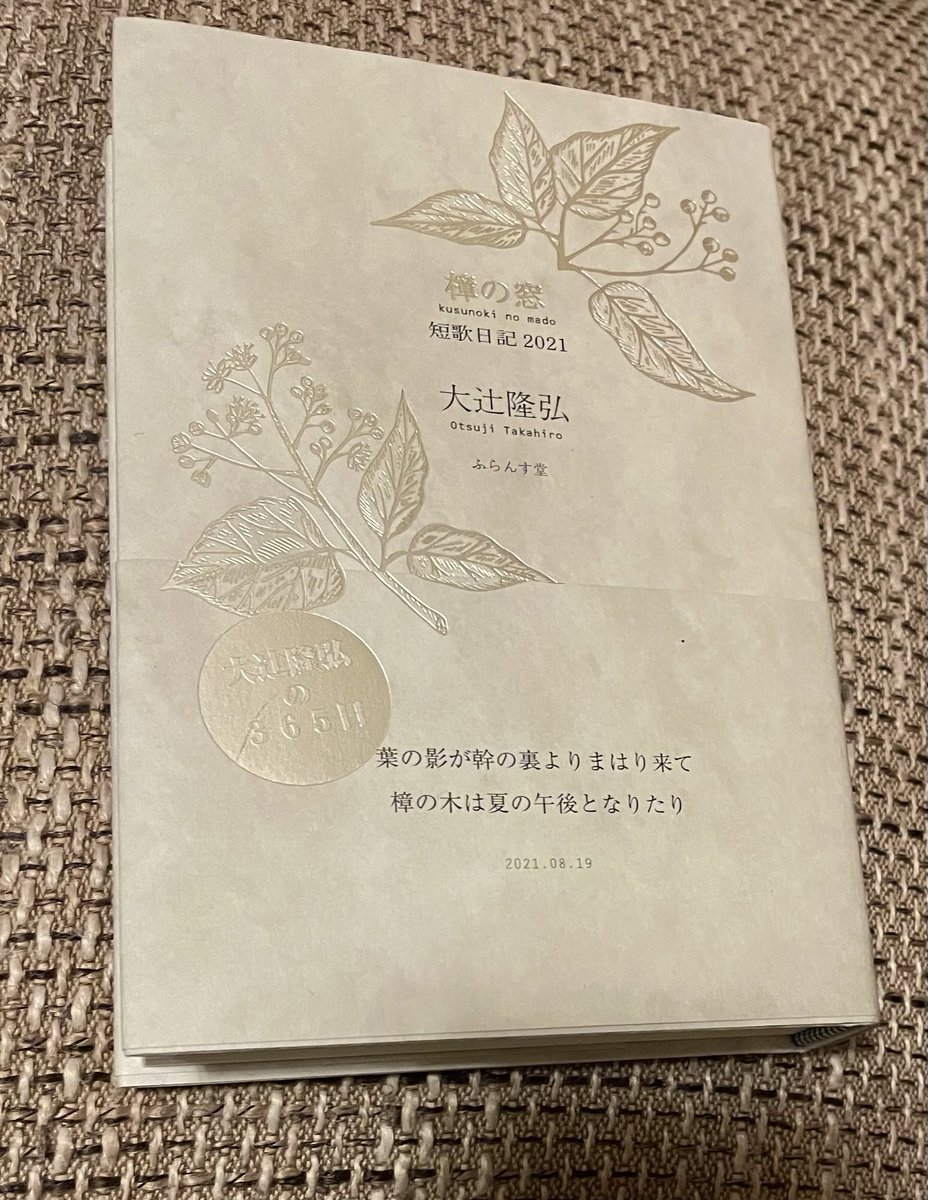 樟の窓
kusunoki no mado
短歌日記 2021
大辻隆弘
Otsuji Takahiro
ふらんす堂
大辻隆弘
の
365日
葉の影が幹の裏よりまはり来て
樟の木は夏の午後となりたり
2021.08.19